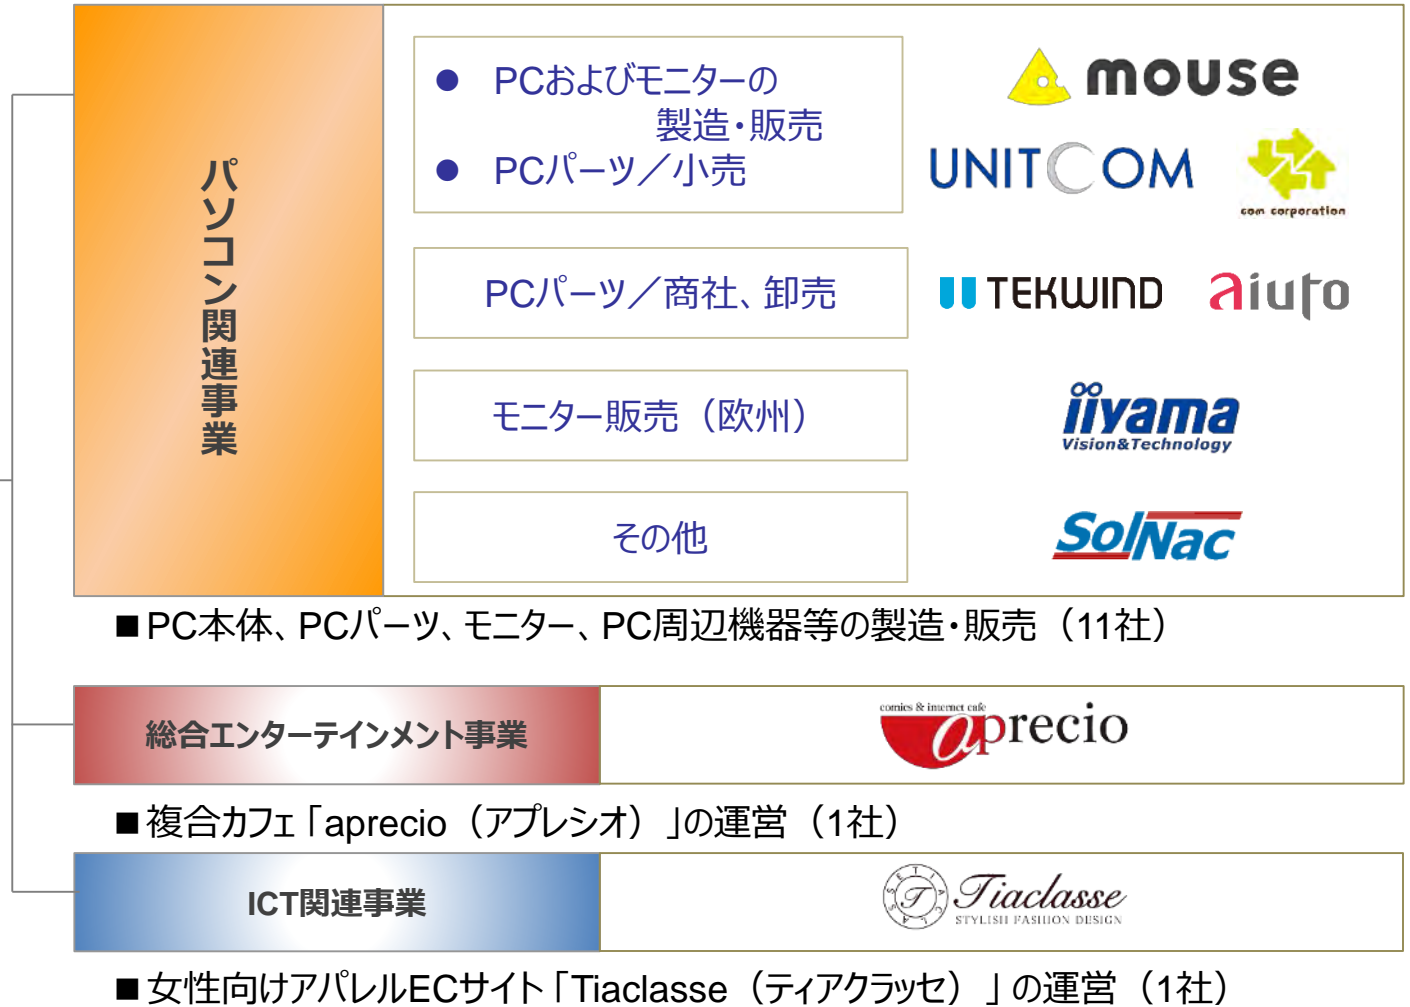 パソコン関連事業
● PCおよびモニターの
製造・販売
● PCパーツ／小売
mouse
UNITCOM
com corporation
PCパーツ／商社、卸売
TEKWIND
aiuto
モニター販売（欧州）
iiyama
Vision&Technology
その他
SolNac
■PC本体、PCパーツ、モニター、PC周辺機器等の製造・販売（11社）
総合エンターテインメント事業
comics & internet cafe
aprecio
■複合カフェ「aprecio（アプレシオ）」の運営（1社）
ICT関連事業
TIACLASSE
T
Tiaclasse
STYLISH FASHION DESIGN
■女性向けアパレルECサイト「Tiaclasse（ティアクラッセ）」の運営（1社）